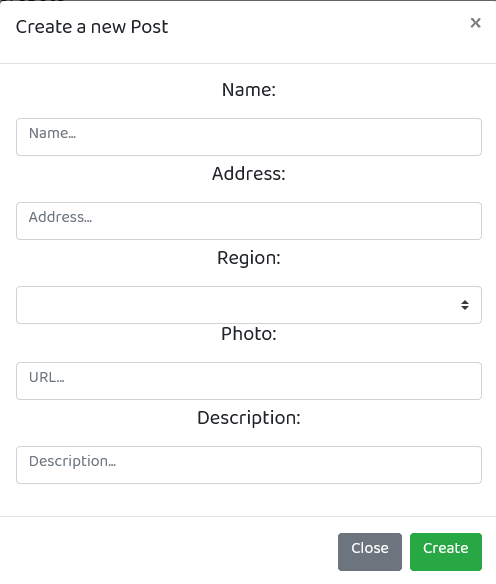 Create a new Post ×
Name:
Name...
Address:
Address...
Region:
Photo:
URL...
Description:
Description...
Close Create